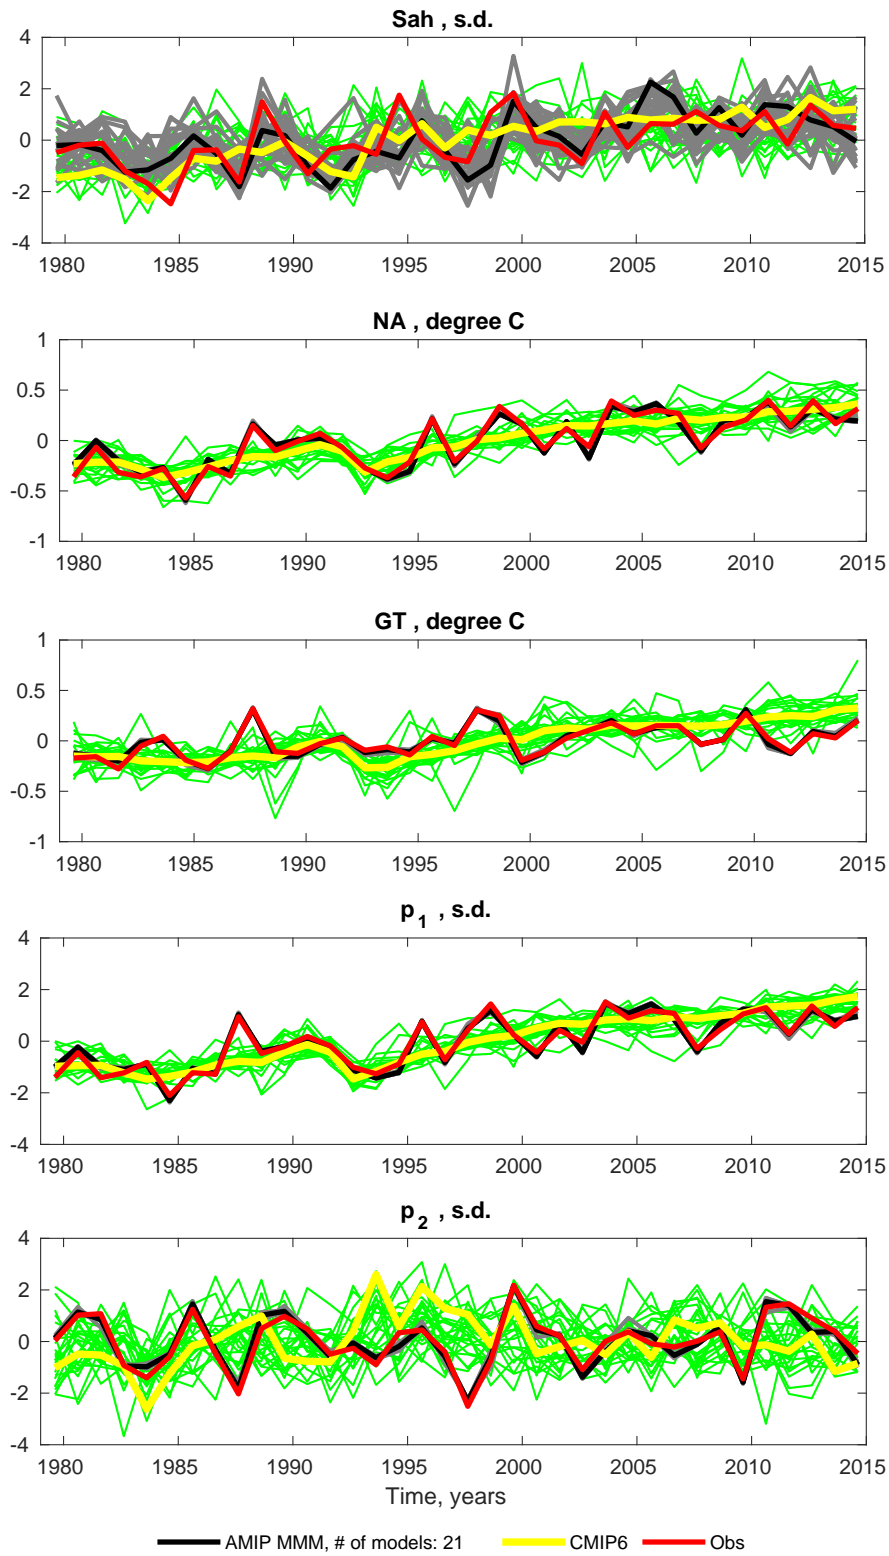 Sah , s.d.
4
2
0
-2
-4
1980 1985 1990 1995 2000 2005 2010 2015
NA , degree C
1
0.5
0
-0.5
-1
1980 1985 1990 1995 2000 2005 2010 2015
GT , degree C
1
0.5
0
-0.5
-1
1980 1985 1990 1995 2000 2005 2010 2015
p1 , s.d.
4
2
0
-2
-4
1980 1985 1990 1995 2000 2005 2010 2015
p2 , s.d.
4
2
0
-2
-4
1980 1985 1990 1995 2000 2005 2010 2015
Time, years
AMIP MMM, # of models: 21 CMIP6 Obs